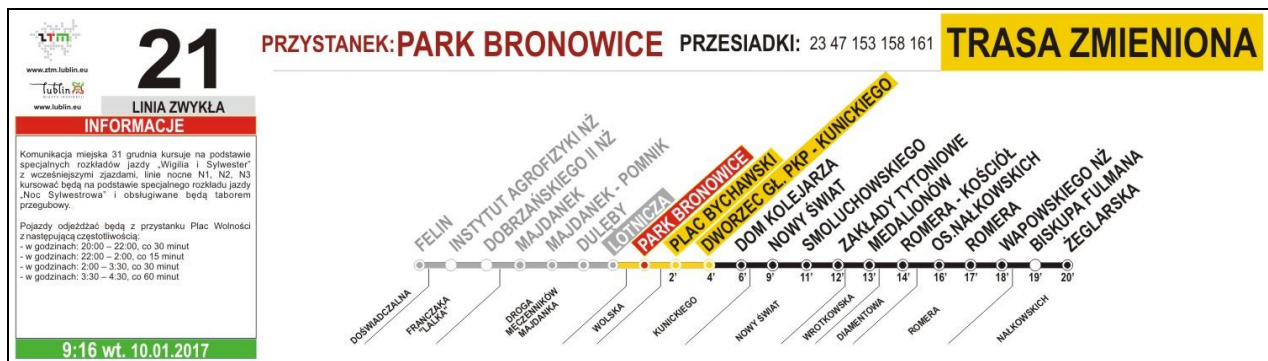 ztm
www.ztm.lublin.eu
lublin
www.lublin.eu
21
LINIA ZWYKŁA
PRZYSTANEK: PARK BRONOWICE PRZESIADKI: 23 47 153 158 161 TRASA ZMIENIONA
INFORMACJE
Komunikacja miejska 31 grudnia kursuje na podstawie
specjalnych rozkładów jazdy „Wigilia i Sylwester”
z wcześniejszymi zjazdami, linie nocne N1, N2, N3
kursować będą na podstawie specjalnego rozkładu jazdy
„Noc Sylwestrowa” i obsługiwane będą taborem
przegubowy.
Pojazdy odjeżdżać będą z przystanku Plac Wolności
z następującą częstotliwością:
- w godzinach: 20:00 – 22:00, co 30 minut
- w godzinach: 22:00 – 2:00, co 15 minut
- w godzinach: 2:00 – 3:30, co 30 minut
- w godzinach: 3:30 – 4:30, co 60 minut
9:16 wt. 10.01.2017
FELIN
INSTYTUT AGROFIZYKI NŻ
DOBRZAŃSKIEGO II NŻ
MAJDANEK
MAJDANEK - POMNIK
DULĘBY
LOTNICZA
PARK BRONOWICE
PLAC BYCHAWSKI
DWORZEC GŁ. PKP - KUNICKIEGO
DOM KOLEJARZA
NOWY ŚWIAT
SMOLUCHOWSKIEGO
ZAKŁADY TYTONIOWE
MEDALIONÓW
ROMERA - KOŚCIÓŁ
OS.NAŁKOWSKICH
ROMERA
WAPOWSKIEGO NŻ
BISKUPA FULMANA
ŻEGLARSKA
2' 4' 6' 9' 11' 12' 13' 14' 16' 17' 18' 19' 20'
DOŚWIADCZALNA
FRANCZAKA
"LALKA"
DROGA
MĘCZENNIKÓW
MAJDANKA
WOLSKA
KUNICKIEGO
NOWY ŚWIAT
WROTKOWSKA
DIAMENTOWA
ROMERA
NAŁKOWSKICH